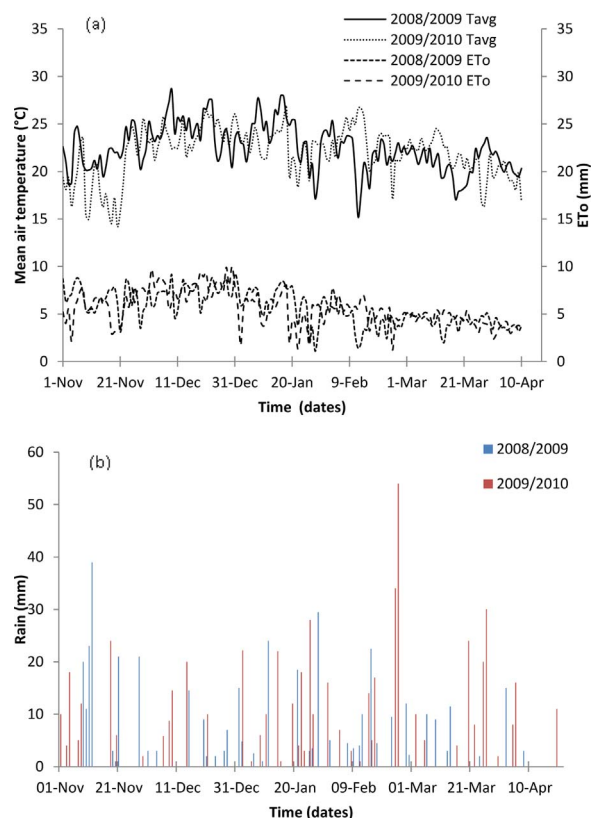 (a)
2008/2009 Tavg
2009/2010 Tavg
2008/2009 ETo
2009/2010 ETo
35
30
25
20
15
10
5
0
Mean air temperature (°C)
35
30
25
20
15
10
5
0
ETo (mm)
1-Nov 21-Nov 11-Dec 31-Dec 20-Jan 9-Feb 1-Mar 21-Mar 10-Apr
Time (dates)
(b)
2008/2009
2009/2010
60
50
40
30
20
10
0
Rain (mm)
01-Nov 21-Nov 11-Dec 31-Dec 20-Jan 09-Feb 01-Mar 21-Mar 10-Apr
Time (dates)